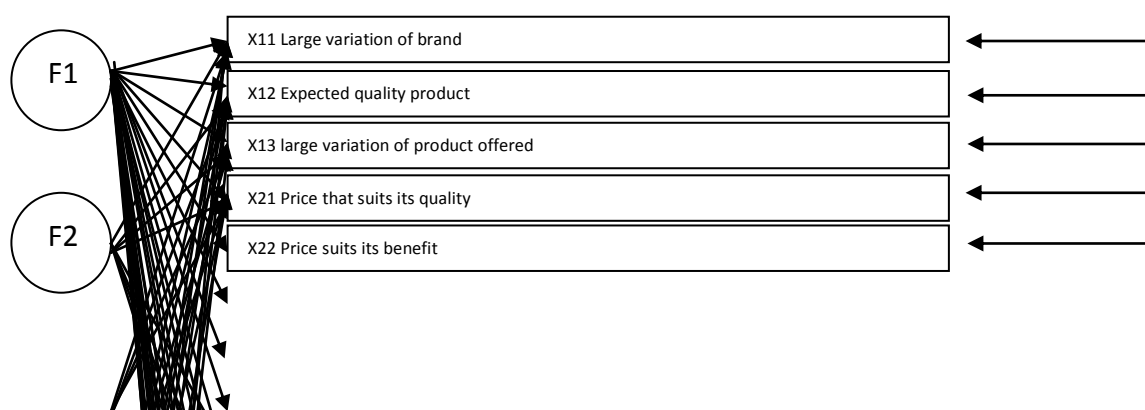 F1
X11 Large variation of brand
X12 Expected quality product
X13 large variation of product offered
X21 Price that suits its quality
F2
X22 Price suits its benefit